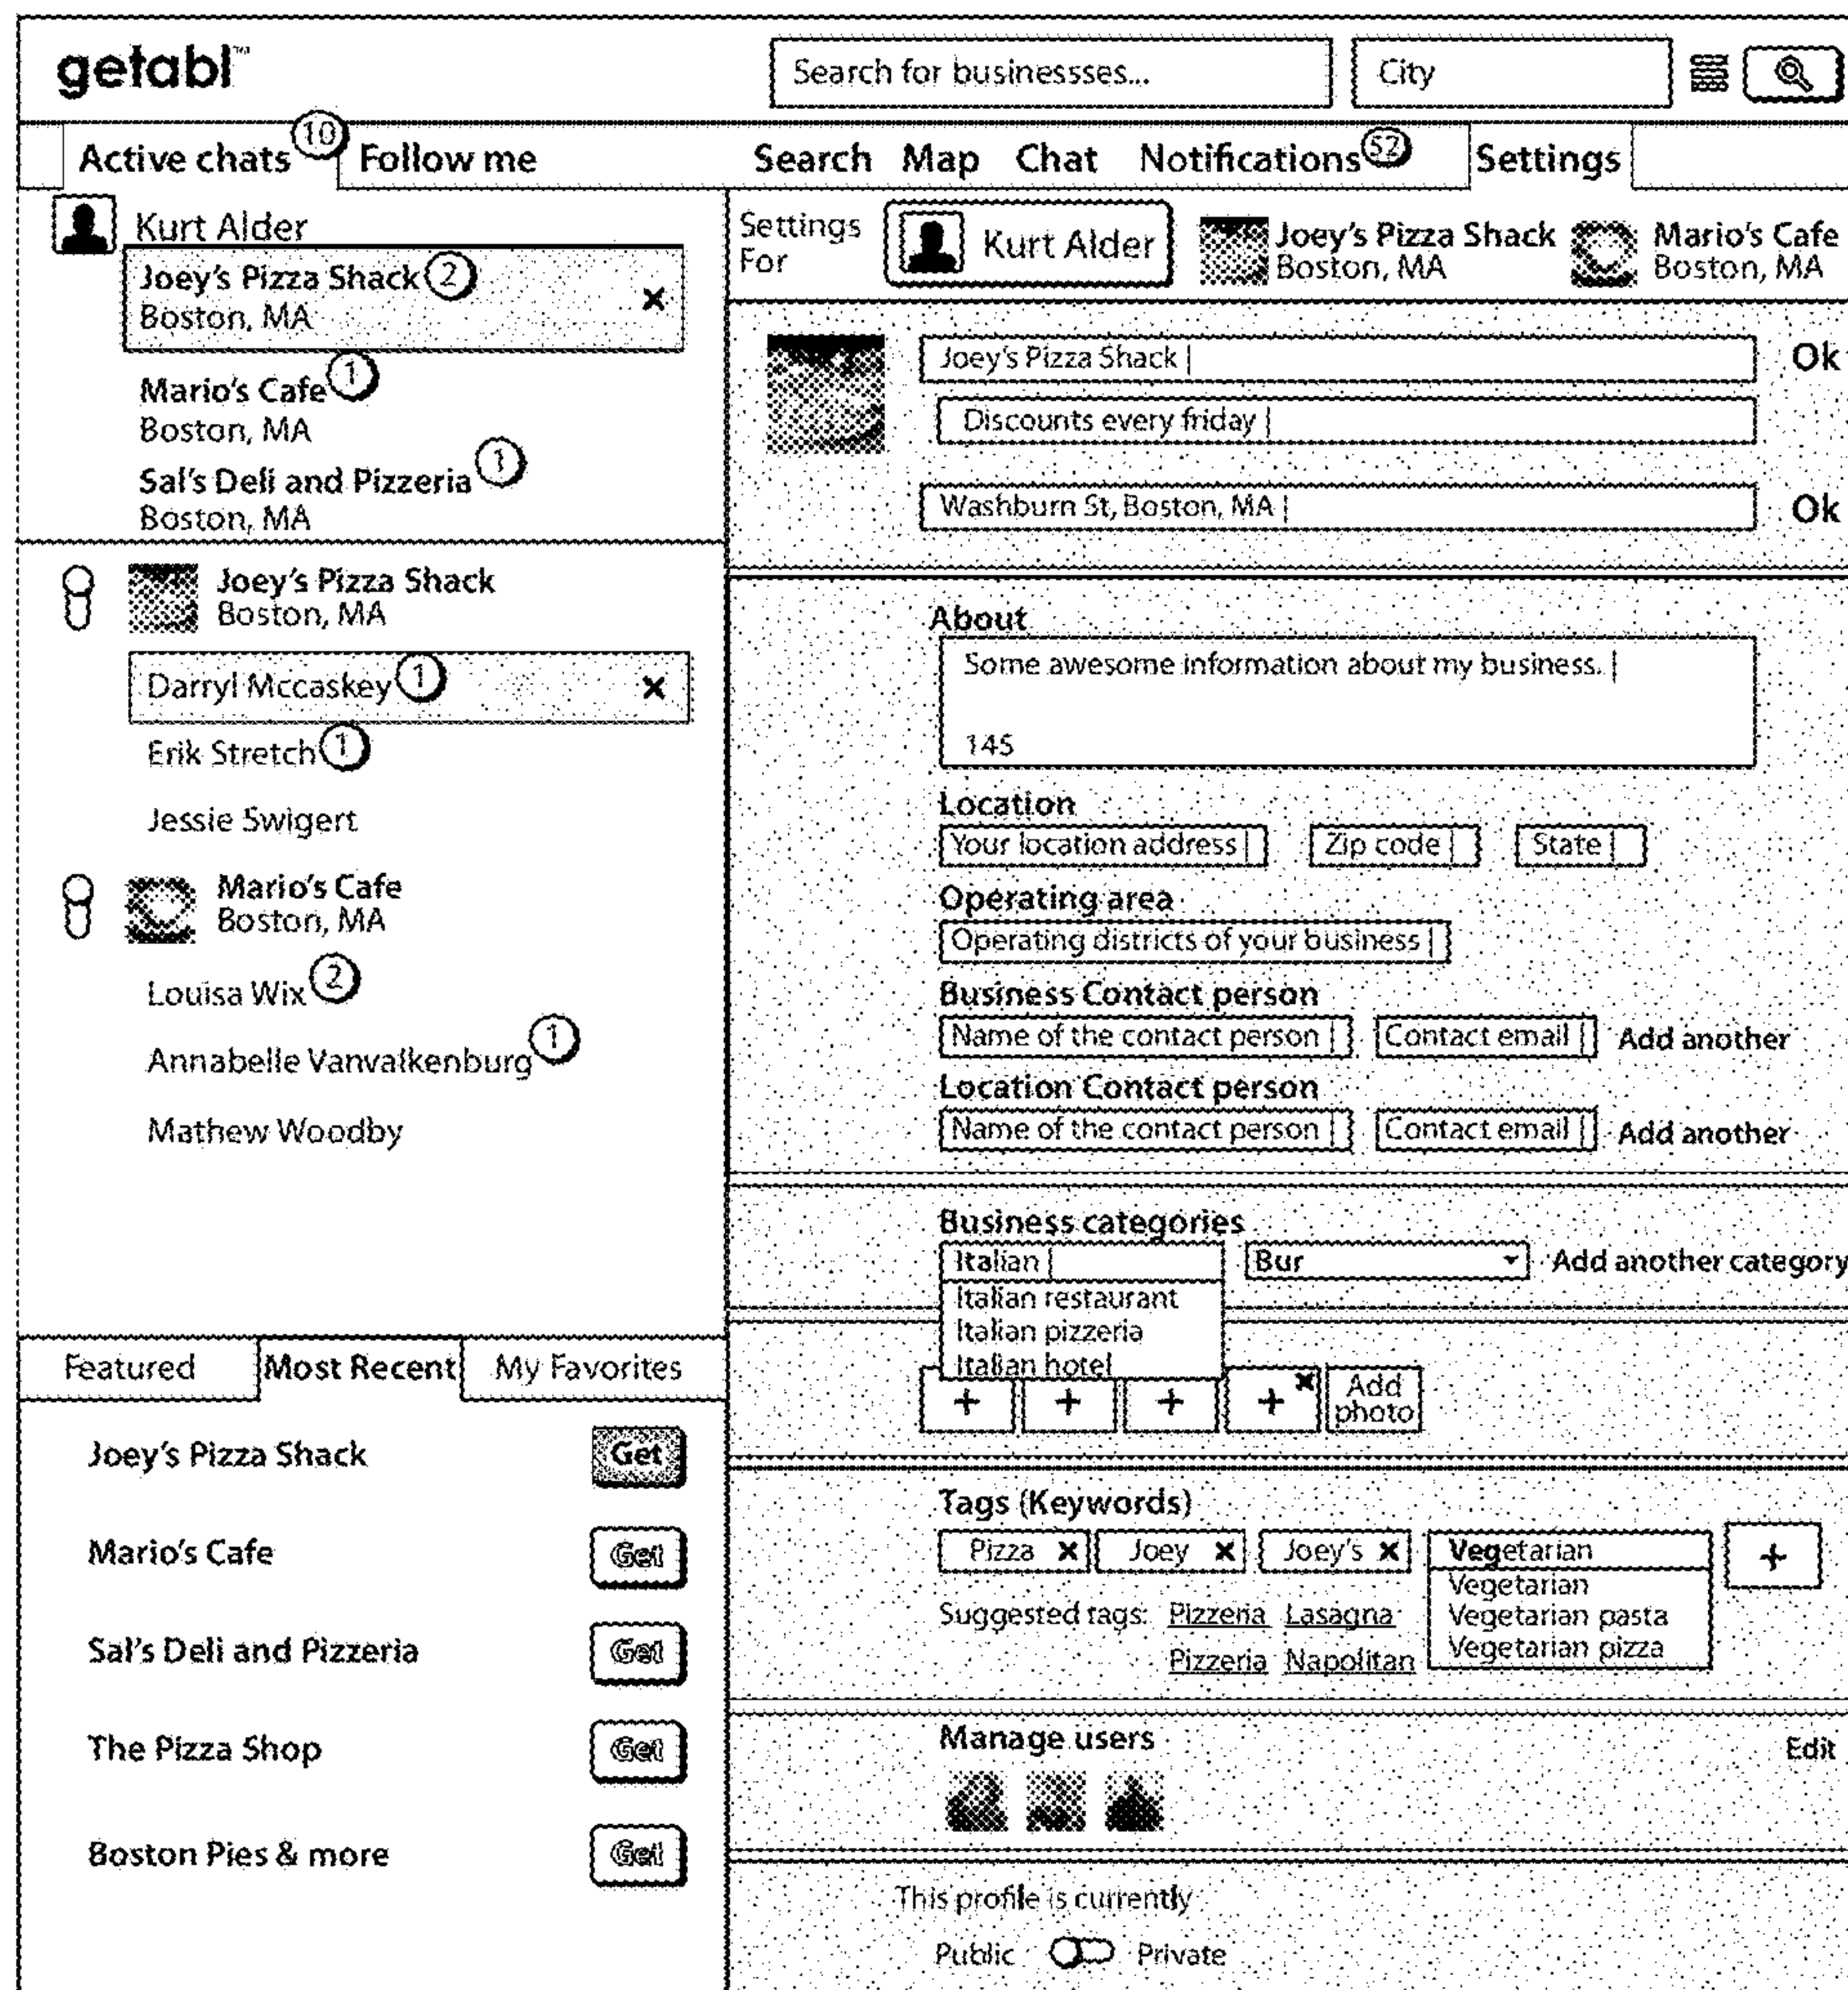 getabl™
Search for businessses...
City
Active chats 10 Follow me
Search Map Chat Notifications 52 Settings
Kurt Alder
Joey's Pizza Shack 2
Boston, MA
Mario's Cafe 1
Boston, MA
Sal's Deli and Pizzeria 1
Boston, MA
Joey's Pizza Shack
Boston, MA
Darryl Mccaskey 1
Erik Stretch 1
Jessie Swigert
Mario's Cafe
Boston, MA
Louisa Wix 2
Annabelle Vanvalkenburg 1
Mathew Woodby
Featured Most Recent My Favorites
Joey's Pizza Shack Get
Mario's Cafe Get
Sal's Deli and Pizzeria Get
The Pizza Shop Get
Boston Pies & more Get
Settings
For
Kurt Alder
Joey's Pizza Shack
Boston, MA
Mario's Cafe
Boston, MA
Joey's Pizza Shack Ok
Discounts every friday
Washburn St, Boston, MA Ok
About
Some awesome information about my business.
145
Location
Your location address Zip code State
Operating area
Operating districts of your business
Business Contact person
Name of the contact person Contact email Add another
Location Contact person
Name of the contact person Contact email Add another
Business categories
Italian Bur Add another category
Italian restaurant
Italian pizzeria
Italian hotel
+ + + + x Add
photo
Tags (Keywords)
Pizza x Joey x Joey's x Vegetarian +
Vegetarian
Vegetarian pasta
Vegetarian pizza
Suggested tags: Pizzeria Lasagna
Pizzeria Napolitan
Manage users Edit
This profile is currently
Public Private